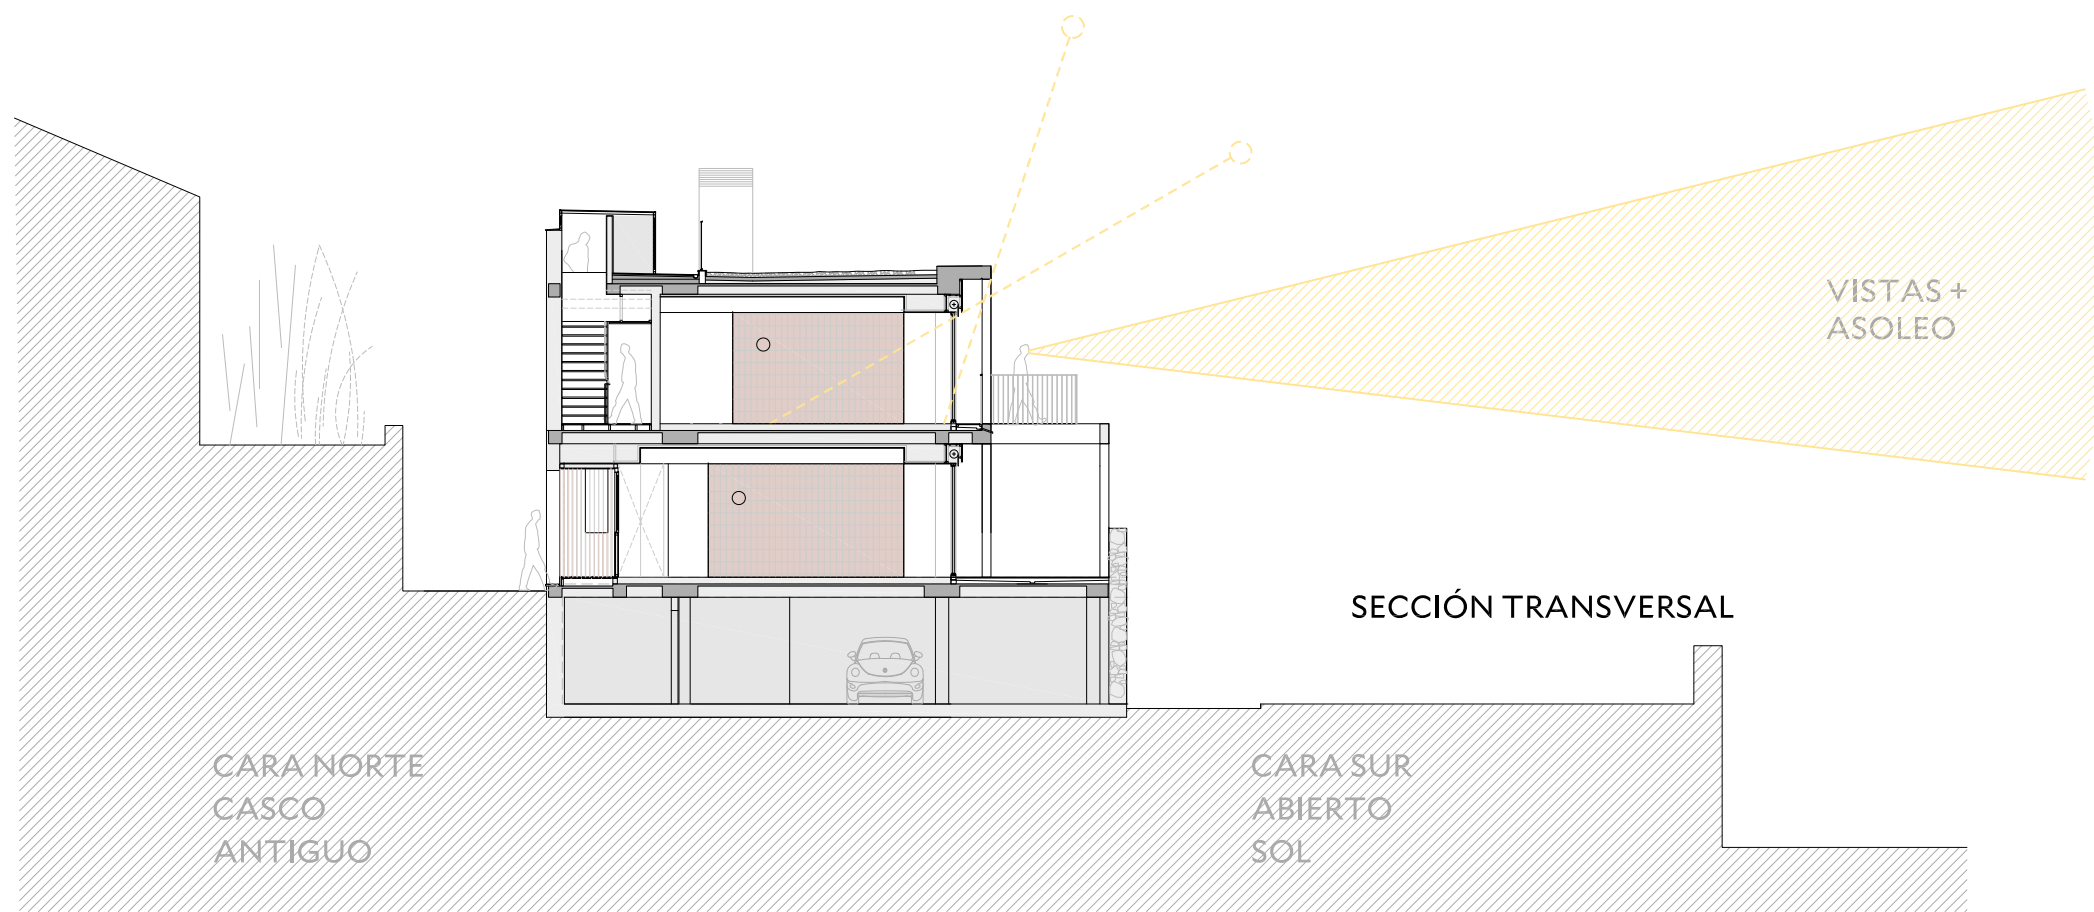 VISTAS +
ASOLEO
SECCIÓN TRANSVERSAL
CARA NORTE
CASCO
ANTIGUO
CARA SUR
ABIERTO
SOL